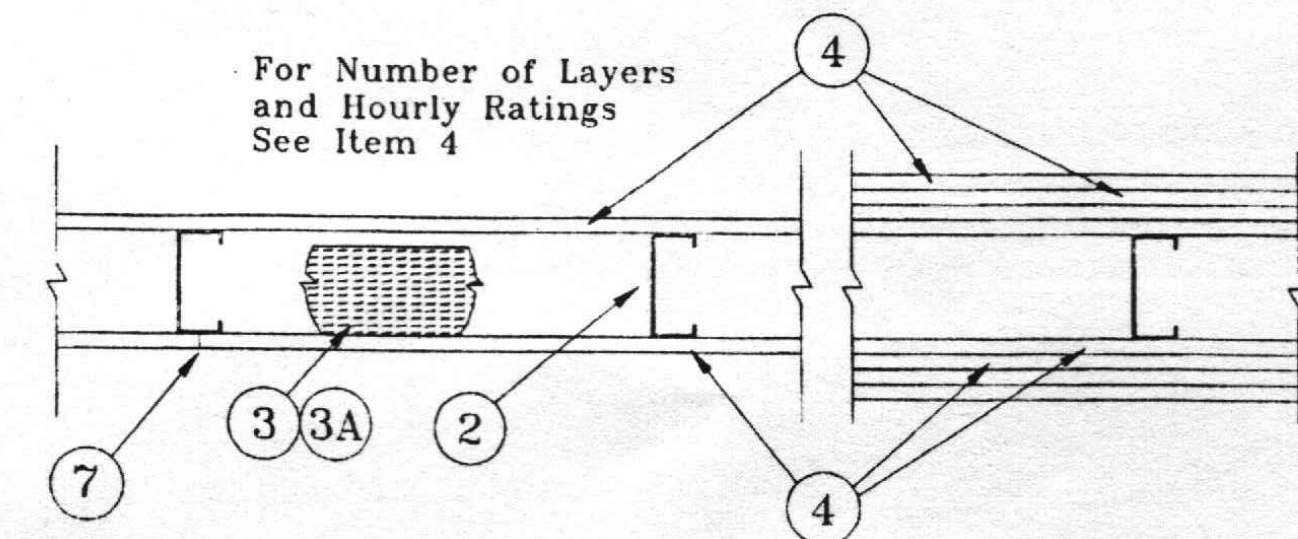 For Number of Layers
and Hourly Ratings
See Item 4
4
3 3A
2
7
4